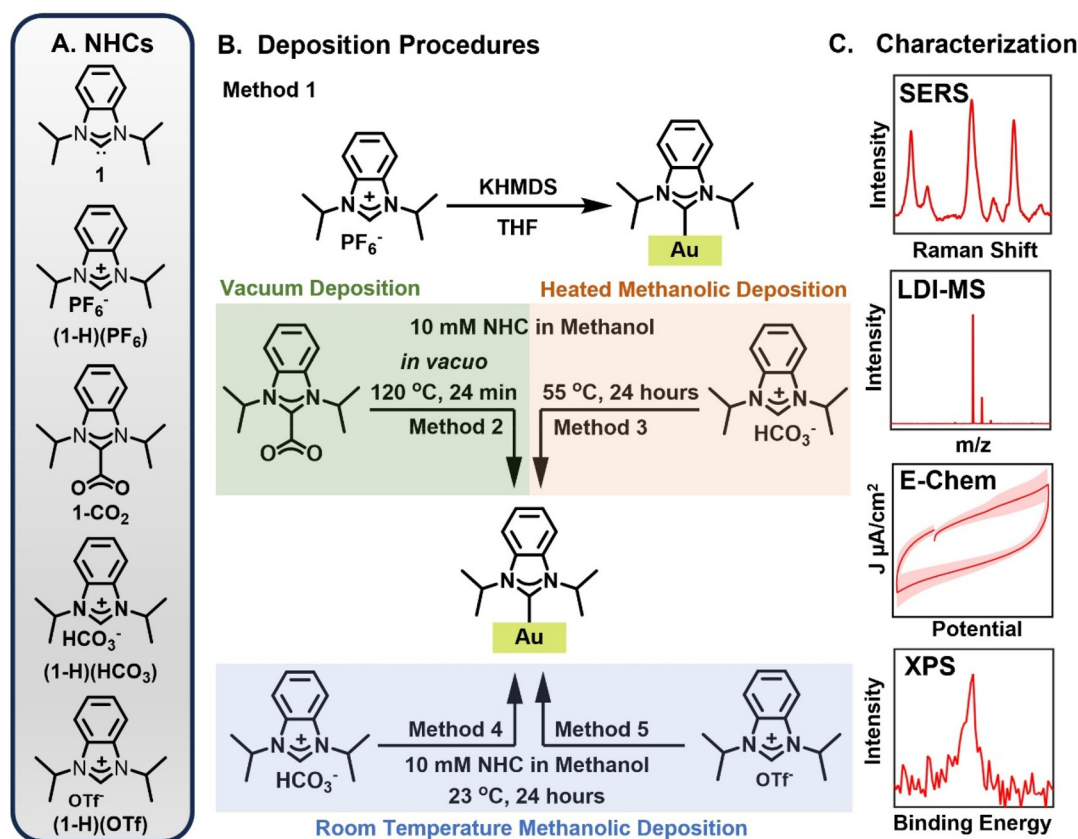 A. NHCs
N
N
1
N
N
PF₆⁻
(1-H)(PF₆)
N
N
O
O
1-CO₂
N
N
HCO₃⁻
(1-H)(HCO₃)
N
N
OTf⁻
(1-H)(OTf)
B. Deposition Procedures
Method 1
N
N
PF₆⁻
KHMDS
THF
N
N
Au
Vacuum Deposition
Heated Methanolic Deposition
10 mM NHC in Methanol
in vacuo
120 °C, 24 min
Method 2
55 °C, 24 hours
Method 3
N
N
O
O
N
N
HCO₃⁻
N
N
Au
N
N
HCO₃⁻
Method 4
Method 5
10 mM NHC in Methanol
23 °C, 24 hours
N
N
OTf⁻
Room Temperature Methanolic Deposition
C. Characterization
SERS
Intensity
Raman Shift
LDI-MS
Intensity
m/z
E-Chem
J µA/cm²
Potential
XPS
Intensity
Binding Energy